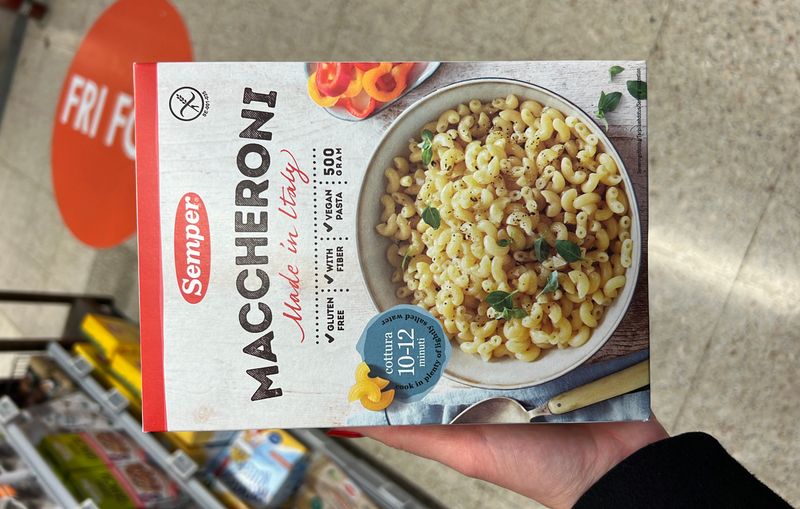 Semper
MACCHERONI
Made in Italy
GLUTEN
FREE
WITH
FIBER
VEGAN
PASTA
500
GRAM
cottura
10-12
minuti
cook in plenty of lightly salted water
FRI